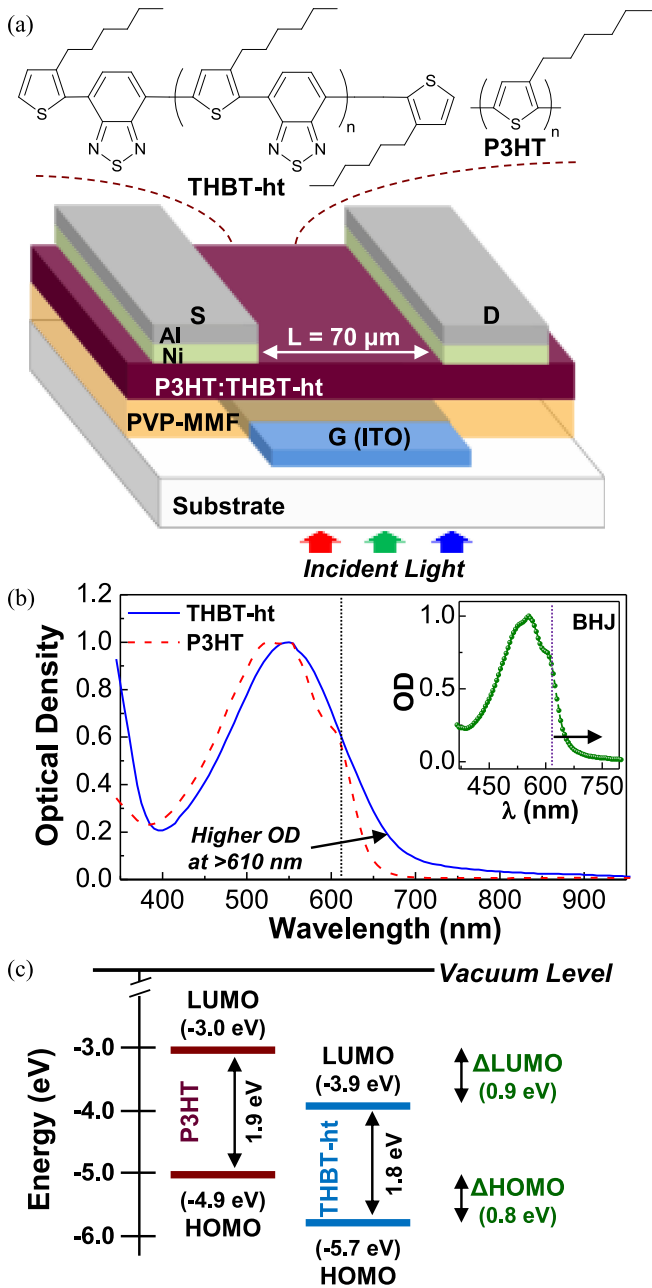 (a)
S
S
S
S
n
n
N
N
N
N
S
S
P3HT
THBT-ht
S
D
Al
Ni
L = 70 µm
P3HT:THBT-ht
PVP-MMF
G (ITO)
Substrate
Incident Light
(b)
1.2
1.0
0.8
0.6
0.4
0.2
0.0
Optical Density
THBT-ht
P3HT
Higher OD
at >610 nm
400 500 600 700 800 900
Wavelength (nm)
BHJ
1.0
0.5
0.0
OD
450 600 750
λ (nm)
(c)
Vacuum Level
Energy (eV)
-3.0
-4.0
-5.0
-6.0
LUMO
(-3.0 eV)
P3HT
1.9 eV
(-4.9 eV)
HOMO
LUMO
(-3.9 eV)
THBT-ht
1.8 eV
(-5.7 eV)
HOMO
ΔLUMO
(0.9 eV)
ΔHOMO
(0.8 eV)